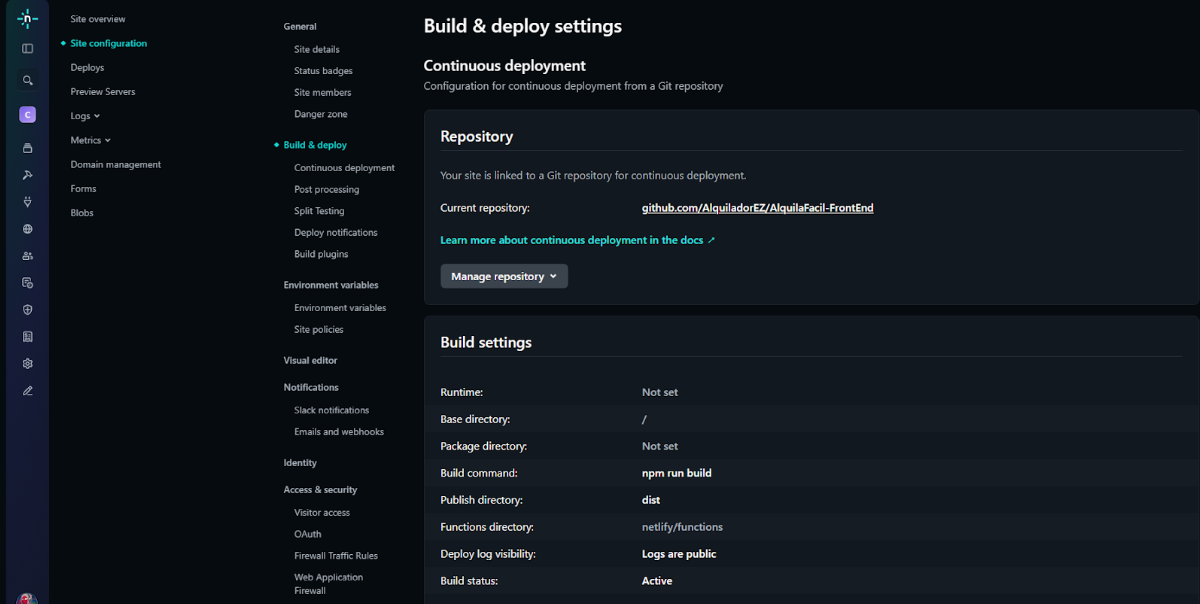 n
C
Site overview
Site configuration
Deploys
Preview Servers
Logs
Metrics
Domain management
Forms
Blobs
General
Site details
Status badges
Site members
Danger zone
Build & deploy
Continuous deployment
Post processing
Split Testing
Deploy notifications
Build plugins
Environment variables
Environment variables
Site policies
Visual editor
Notifications
Slack notifications
Emails and webhooks
Identity
Access & security
Visitor access
OAuth
Firewall Traffic Rules
Web Application
Firewall
Build & deploy settings
Continuous deployment
Configuration for continuous deployment from a Git repository
Repository
Your site is linked to a Git repository for continuous deployment.
Current repository: github.com/AlquiladorEZ/AlquilaFacil-FrontEnd
Learn more about continuous deployment in the docs ↗
Manage repository
Build settings
Runtime: Not set
Base directory: /
Package directory: Not set
Build command: npm run build
Publish directory: dist
Functions directory: netlify/functions
Deploy log visibility: Logs are public
Build status: Active